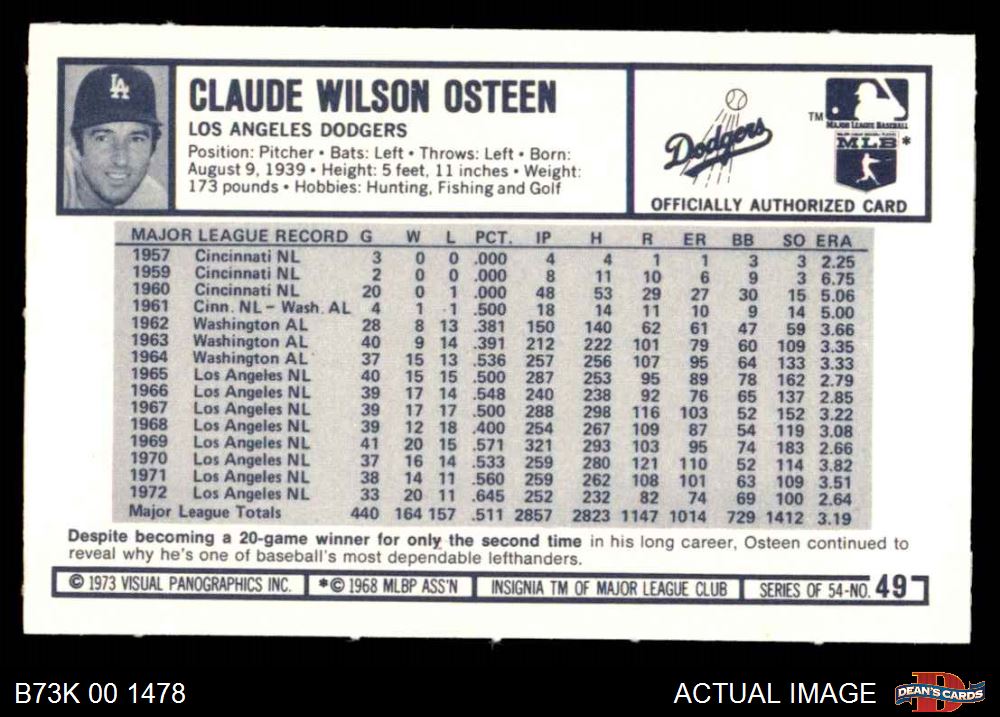 LA
CLAUDE WILSON OSTEEN
LOS ANGELES DODGERS
Position: Pitcher • Bats: Left • Throws: Left • Born:
August 9, 1939 • Height: 5 feet, 11 inches • Weight:
173 pounds • Hobbies: Hunting, Fishing and Golf
Dodgers
TM
MAJOR LEAGUE BASEBALL
MLB*
OFFICIALLY AUTHORIZED CARD
MAJOR LEAGUE RECORD G W L PCT. IP H R ER BB SO ERA
1957 Cincinnati NL 3 0 0 .000 4 4 1 1 3 3 2.25
1959 Cincinnati NL 2 0 0 .000 8 11 10 6 9 3 6.75
1960 Cincinnati NL 20 0 1 .000 48 53 29 27 30 15 5.06
1961 Cinn. NL – Wash. AL 4 1 1 .500 18 14 11 10 9 14 5.00
1962 Washington AL 28 8 13 .381 150 140 62 61 47 59 3.66
1963 Washington AL 40 9 14 .391 212 222 101 79 60 109 3.35
1964 Washington AL 37 15 13 .536 257 256 107 95 64 133 3.33
1965 Los Angeles NL 40 15 15 .500 287 253 95 89 78 162 2.79
1966 Los Angeles NL 39 17 14 .548 240 238 92 76 65 137 2.85
1967 Los Angeles NL 39 17 17 .500 288 298 116 103 52 152 3.22
1968 Los Angeles NL 39 12 18 .400 254 267 109 87 54 119 3.08
1969 Los Angeles NL 41 20 15 .571 321 293 103 95 74 183 2.66
1970 Los Angeles NL 37 16 14 .533 259 280 121 110 52 114 3.82
1971 Los Angeles NL 38 14 11 .560 259 262 108 101 63 109 3.51
1972 Los Angeles NL 33 20 11 .645 252 232 82 74 69 100 2.64
Major League Totals 440 164 157 .511 2857 2823 1147 1014 729 1412 3.19
Despite becoming a 20-game winner for only the second time in his long career, Osteen continued to
reveal why he's one of baseball's most dependable lefthanders.
© 1973 VISUAL PANOGRAPHICS INC. *© 1968 MLBP ASS'N INSIGNIA TM OF MAJOR LEAGUE CLUB SERIES OF 54-NO. 49
B73K 00 1478
ACTUAL IMAGE
D
DEAN'S CARDS